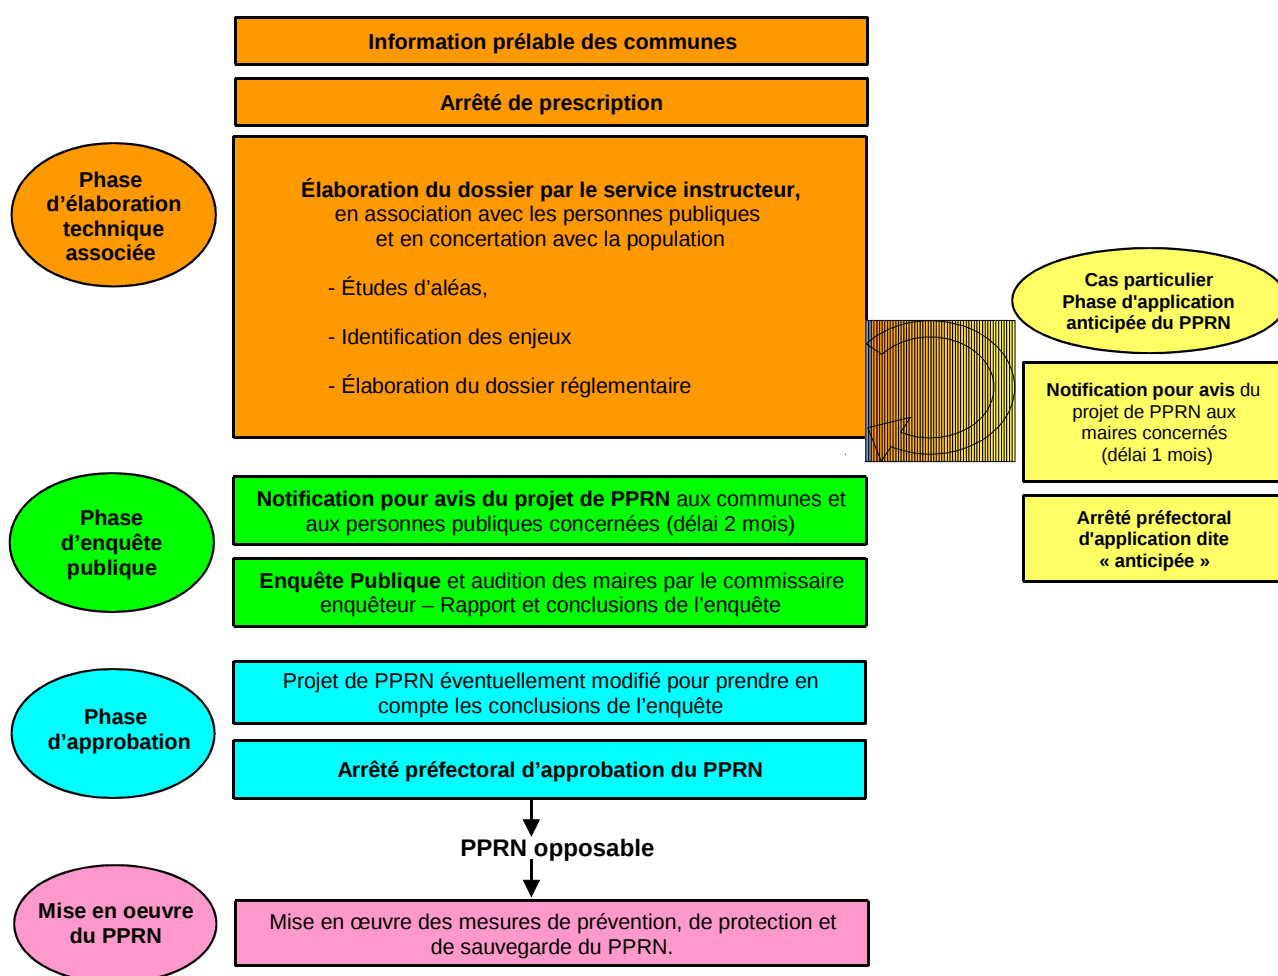 Information prélable des communes
Arrêté de prescription
Phase
d’élaboration
technique
associée
Élaboration du dossier par le service instructeur,
en association avec les personnes publiques
et en concertation avec la population
- Études d’aléas,
- Identification des enjeux
- Élaboration du dossier réglementaire
Cas particulier
Phase d'application
anticipée du PPRN
Notification pour avis du
projet de PPRN aux
maires concernés
(délai 1 mois)
Arrêté préfectoral
d'application dite
« anticipée »
Phase
d’enquête
publique
Notification pour avis du projet de PPRN aux communes et
aux personnes publiques concernées (délai 2 mois)
Enquête Publique et audition des maires par le commissaire
enquêteur – Rapport et conclusions de l’enquête
Phase
d’approbation
Projet de PPRN éventuellement modifié pour prendre en
compte les conclusions de l’enquête
Arrêté préfectoral d’approbation du PPRN
PPRN opposable
Mise en oeuvre
du PPRN
Mise en œuvre des mesures de prévention, de protection et
de sauvegarde du PPRN.